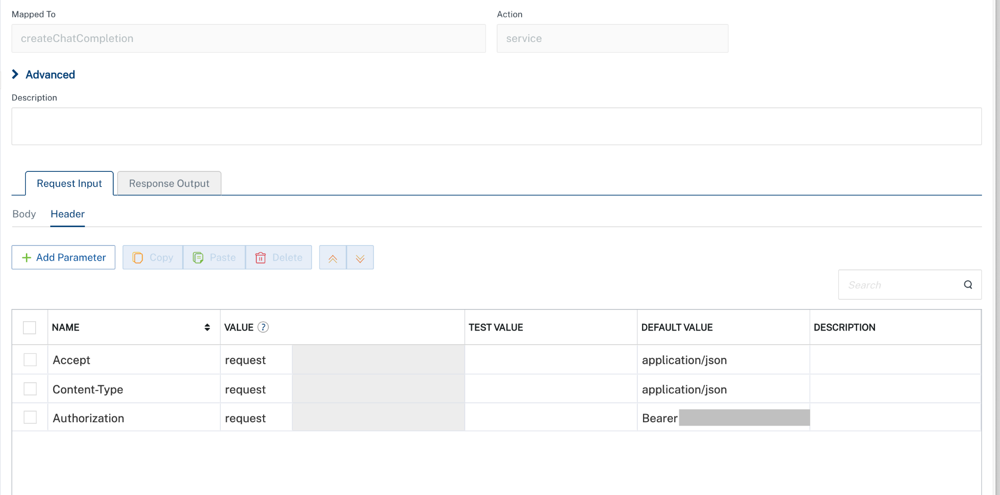 Mapped To Action
createChatCompletion service
Advanced
Description
Request Input Response Output
Body Header
Add Parameter Copy Paste Delete
Search
NAME VALUE ? TEST VALUE DEFAULT VALUE DESCRIPTION
Accept request application/json
Content-Type request application/json
Authorization request Bearer